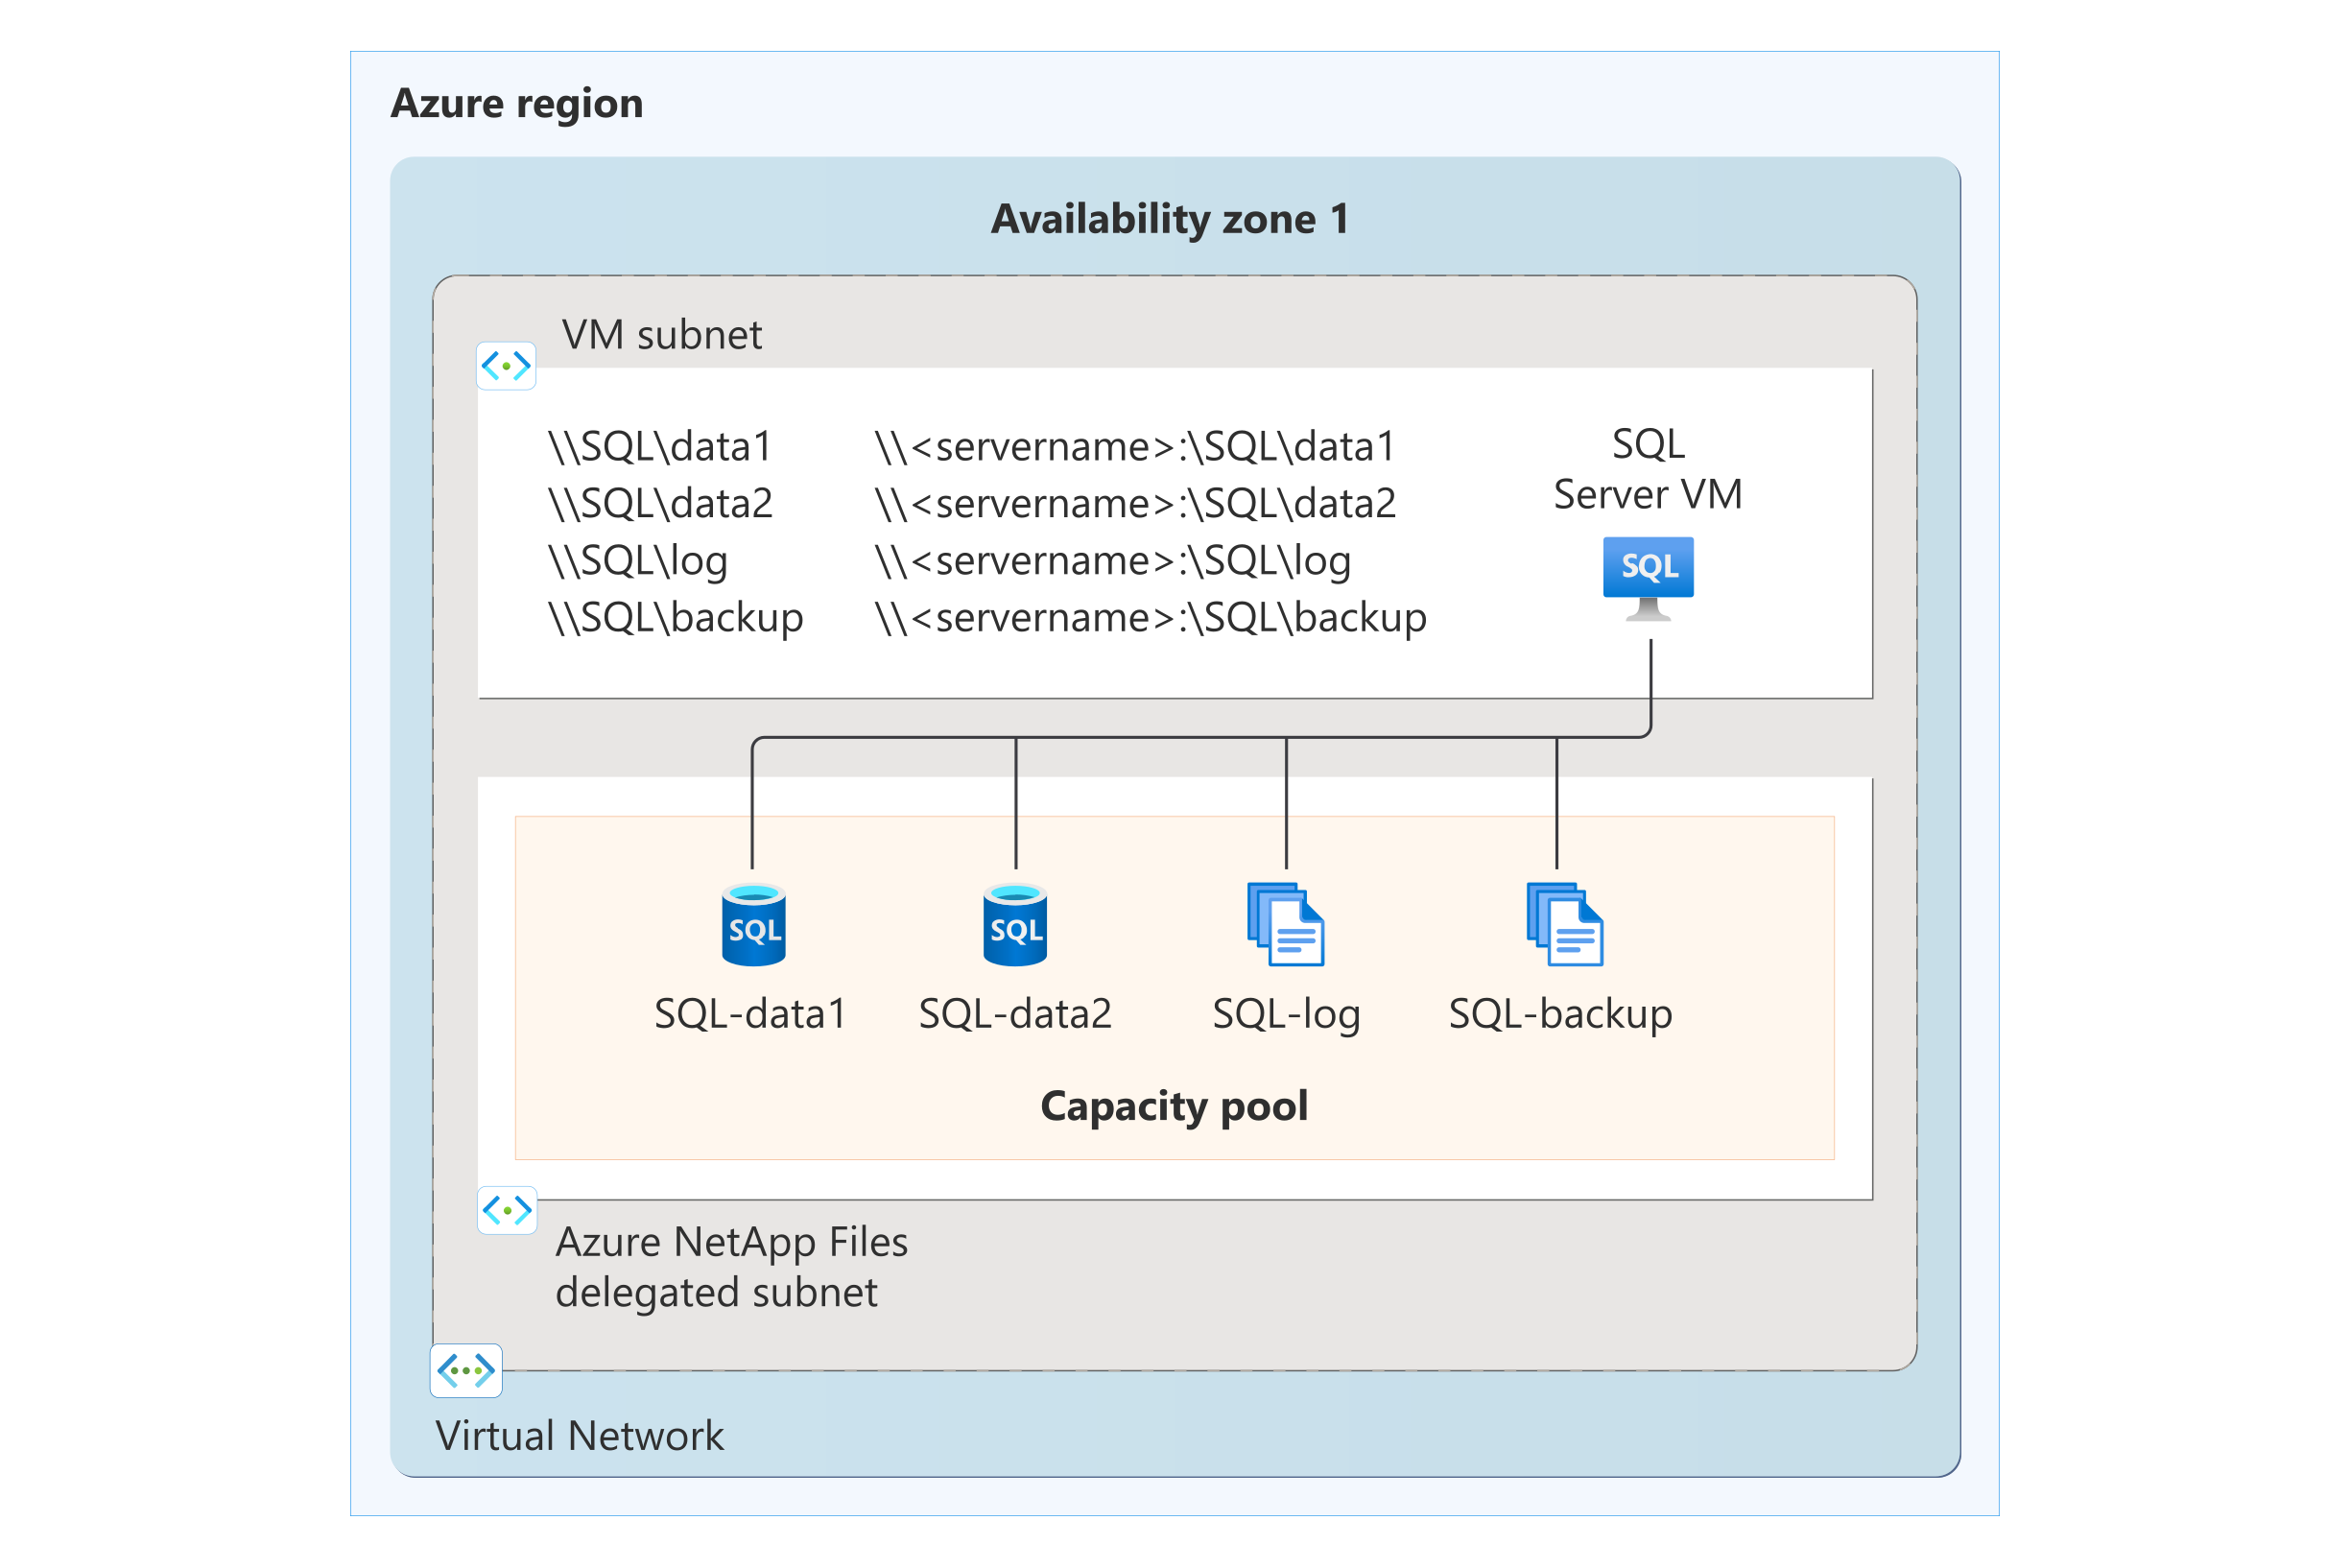 Azure region
Availability zone 1
VM subnet
\\SQL\data1
\\SQL\data2
\\SQL\log
\\SQL\backup
\\<servername>:\SQL\data1
\\<servername>:\SQL\data2
\\<servername>:\SQL\log
\\<servername>:\SQL\backup
SQL
Server VM
SQL
SQL
SQL
SQL-data1
SQL-data2
SQL-log
SQL-backup
Capacity pool
Azure NetApp Files
delegated subnet
Virtual Network